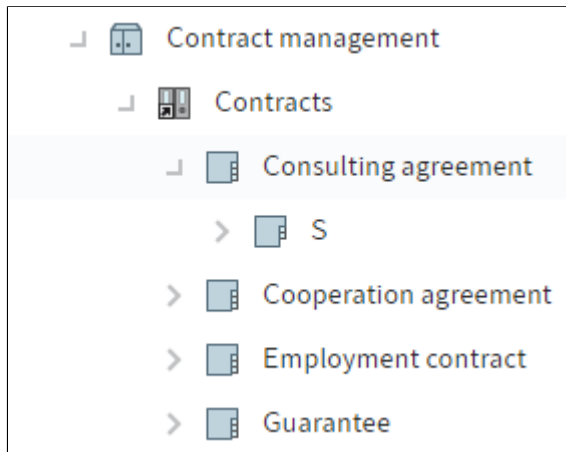 Contract management
Contracts
Consulting agreement
S
Cooperation agreement
Employment contract
Guarantee